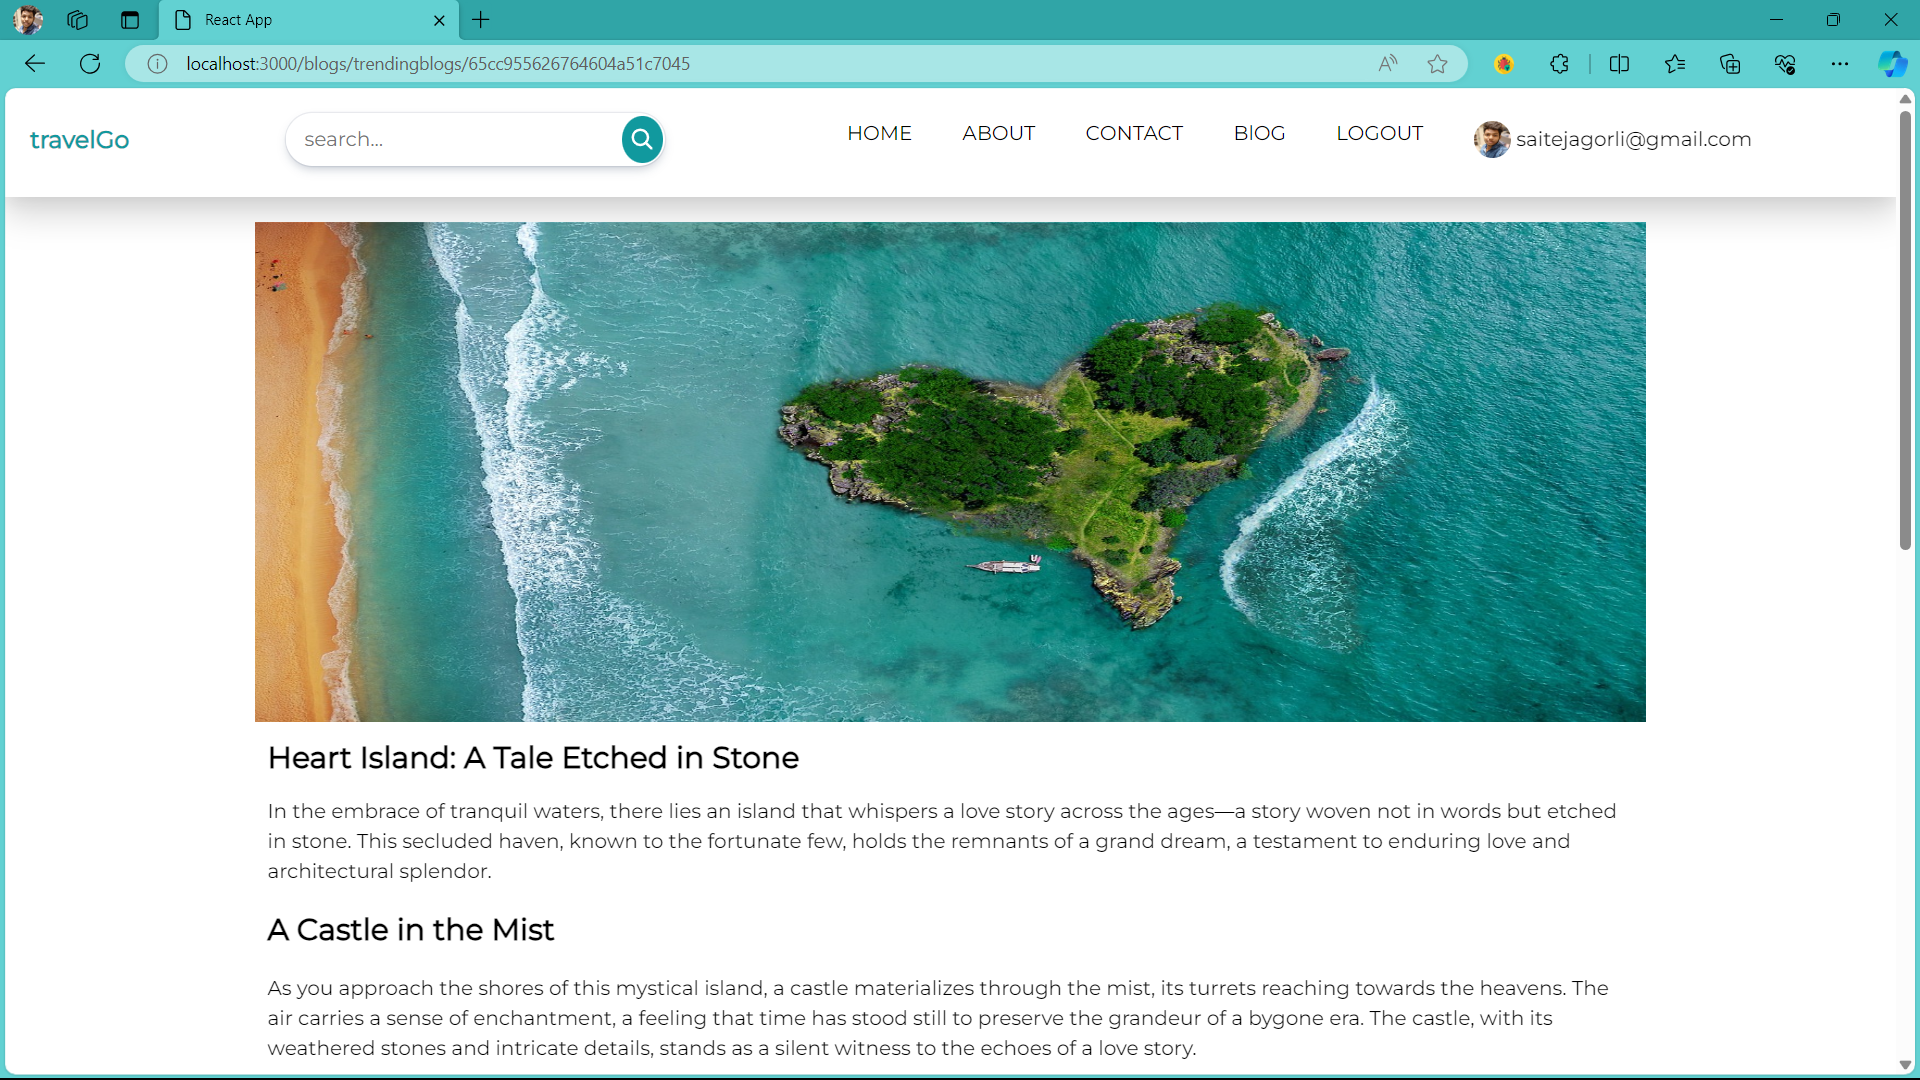 React App
localhost:3000/blogs/trendingblogs/65cc955626764604a51c7045
travelGo
search...
HOME
ABOUT
CONTACT
BlOG
LOGOUT
saitejagorli@gmail.com
Heart Island: A Tale Etched in Stone
In the embrace of tranquil waters, there lies an island that whispers a love story across the ages—a story woven not in words but etched
in stone. This secluded haven, known to the fortunate few, holds the remnants of a grand dream, a testament to enduring love and
architectural splendor.
A Castle in the Mist
As you approach the shores of this mystical island, a castle materializes through the mist, its turrets reaching towards the heavens. The
air carries a sense of enchantment, a feeling that time has stood still to preserve the grandeur of a bygone era. The castle, with its
weathered stones and intricate details, stands as a silent witness to the echoes of a love story.